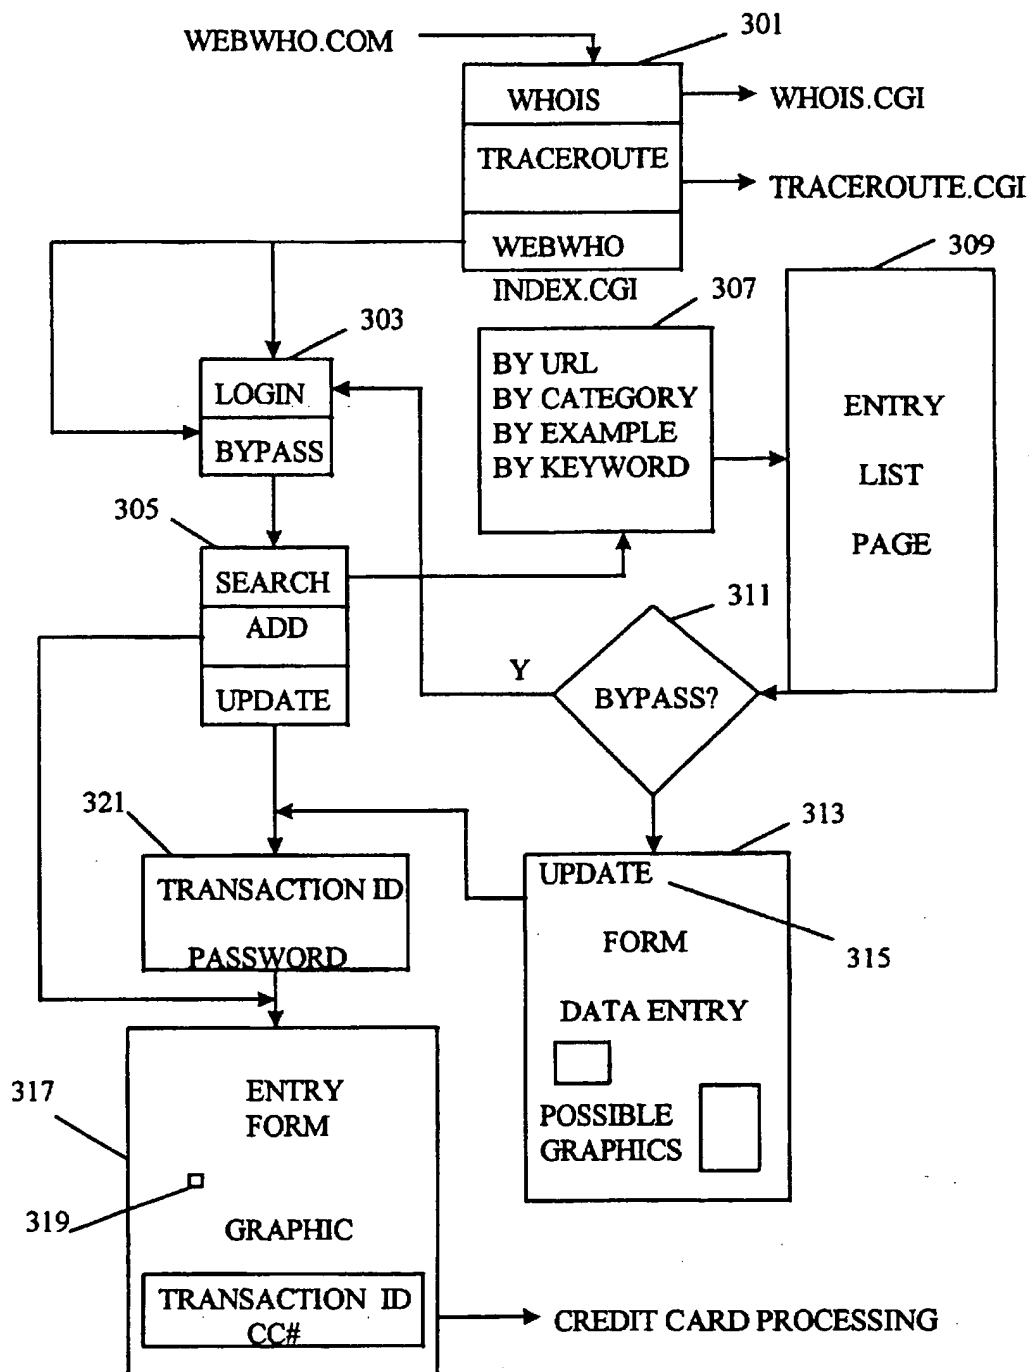 WEBWHO.COM
301
WHOIS
WHOIS.CGI
TRACEROUTE
TRACEROUTE.CGI
WEBWHO
INDEX.CGI
303
LOGIN
BYPASS
307
BY URL
BY CATEGORY
BY EXAMPLE
BY KEYWORD
309
ENTRY
LIST
PAGE
305
SEARCH
ADD
UPDATE
311
BYPASS?
Y
321
TRANSACTION ID
PASSWORD
313
UPDATE
315
FORM
DATA ENTRY
POSSIBLE
GRAPHICS
317
ENTRY
FORM
319
GRAPHIC
TRANSACTION ID
CC#
CREDIT CARD PROCESSING